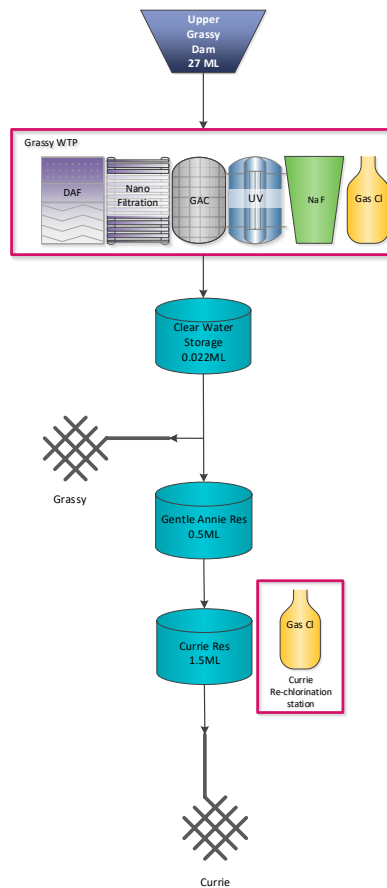 Upper
Grassy
Dam
27 ML
Grassy WTP
DAF
Nano
Filtration
GAC
UV
Na F
Gas Cl
Clear Water
Storage
0.022ML
Grassy
Gentle Annie Res
0.5ML
Currie Res
1.5ML
Gas Cl
Currie
Re-chlorination
station
Currie